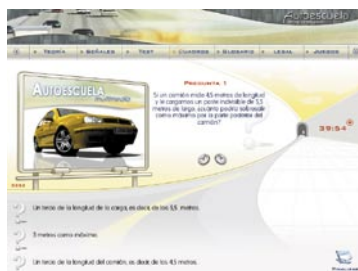 Autoescuela
TEORÍA
SEÑALES
TEST
CUADROS
GLOSARIO
LEGAL
JUEGOS
AUTOESCUELA
PREGUNTA. 1
Si un camión mide 4,5 metros de longitud
y le cargamos un poste indivisible de 5,5
metros de largo, ¿cuánto podría sobresalir
como máximo por la parte posterior del
camión?
39:54
Un tercio de la longitud de la carga, es decir, de los 5,5 metros.
3 metros como máximo.
Un tercio de la longitud del camión, es decir, de los 4,5 metros.